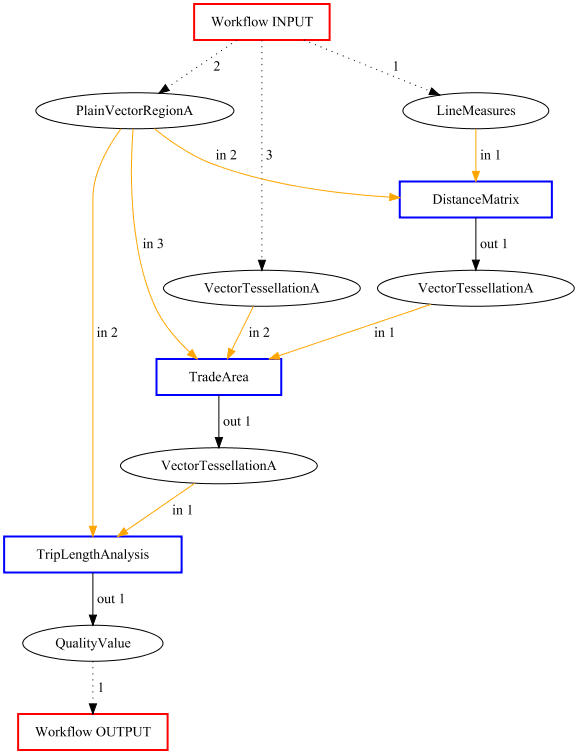 Workflow INPUT
2
1
PlainVectorRegionA
LineMeasures
in 2
3
in 1
DistanceMatrix
in 3
out 1
VectorTessellationA
VectorTessellationA
in 2
in 2
in 1
TradeArea
out 1
VectorTessellationA
in 1
TripLengthAnalysis
out 1
QualityValue
1
Workflow OUTPUT